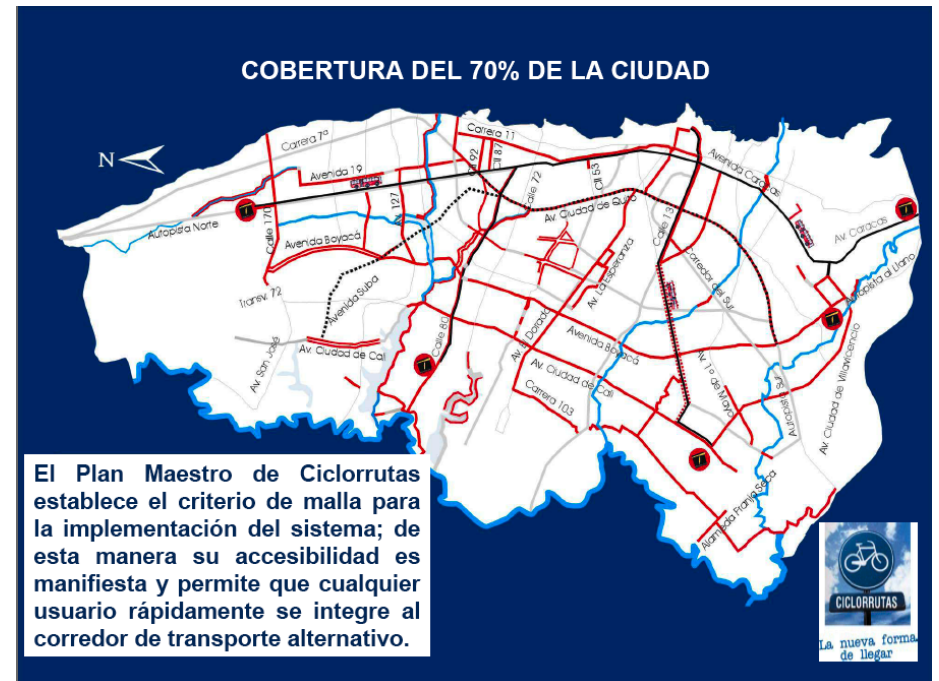 COBERTURA DEL 70% DE LA CIUDAD
N
Carrera 7ª
Carrera 11
Avenida 19
Cll 92
Cll 87
Calle 72
Cll 63
Avenida Caracas
Av. Caracas
Autopista Norte
Calle 170
Av. 127
Avenida Boyacá
Av. Ciudad de Quito
Calle 13
Transv. 72
Avenida Suba
Av. La Esperanza
Corredor del Sur
Autopista al Llano
Av. San José
Av. Ciudad de Cali
Calle 80
Av. El Dorado
Avenida Boyacá
Av. Ciudad de Cali
Carrera 103
Av. 1º de Mayo
Autopista Sur
Av. Ciudad de Villavicencio
Alameda Franja Seca
El Plan Maestro de Ciclorrutas
establece el criterio de malla para
la implementación del sistema; de
esta manera su accesibilidad es
manifiesta y permite que cualquier
usuario rápidamente se integre al
corredor de transporte alternativo.
CICLORRUTAS
La nueva forma
de llegar